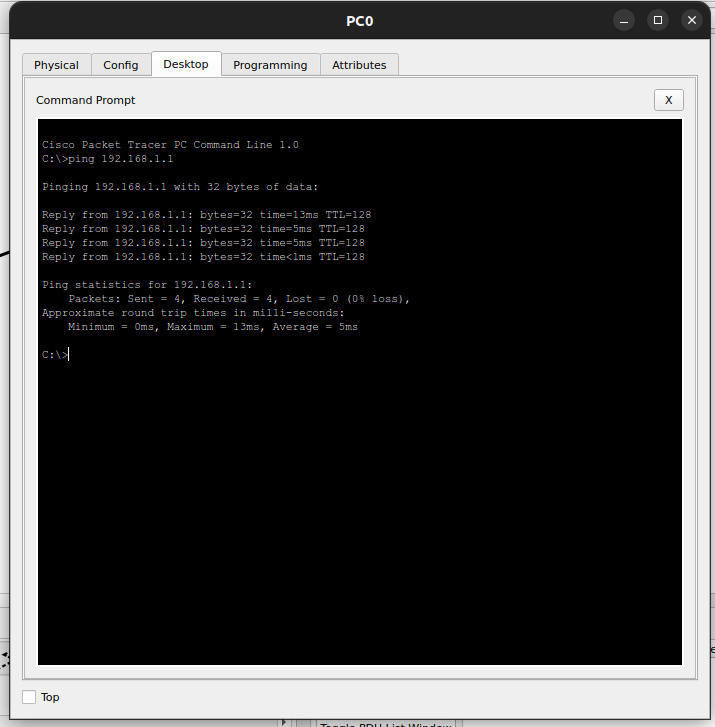 PC0
Physical Config Desktop Programming Attributes
Command Prompt X
Cisco Packet Tracer PC Command Line 1.0
C:\>ping 192.168.1.1
Pinging 192.168.1.1 with 32 bytes of data:
Reply from 192.168.1.1: bytes=32 time=13ms TTL=128
Reply from 192.168.1.1: bytes=32 time=5ms TTL=128
Reply from 192.168.1.1: bytes=32 time=5ms TTL=128
Reply from 192.168.1.1: bytes=32 time<1ms TTL=128
Ping statistics for 192.168.1.1:
Packets: Sent = 4, Received = 4, Lost = 0 (0% loss),
Approximate round trip times in milli-seconds:
Minimum = 0ms, Maximum = 13ms, Average = 5ms
C:\>
Top
Toggle PDU List Window